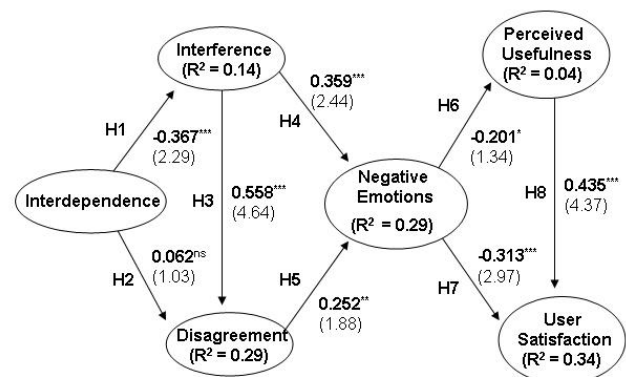 Interference
(R² = 0.14)
Perceived
Usefulness
(R² = 0.04)
H1
-0.367***
(2.29)
0.359***
(2.44)
H4
H6
-0.201*
(1.34)
Interdependence
H3
0.558***
(4.64)
Negative
Emotions
(R² = 0.29)
H8
0.435***
(4.37)
H2
0.062ns
(1.03)
H5
0.252**
(1.88)
-0.313***
(2.97)
H7
Disagreement
(R² = 0.29)
User
Satisfaction
(R² = 0.34)